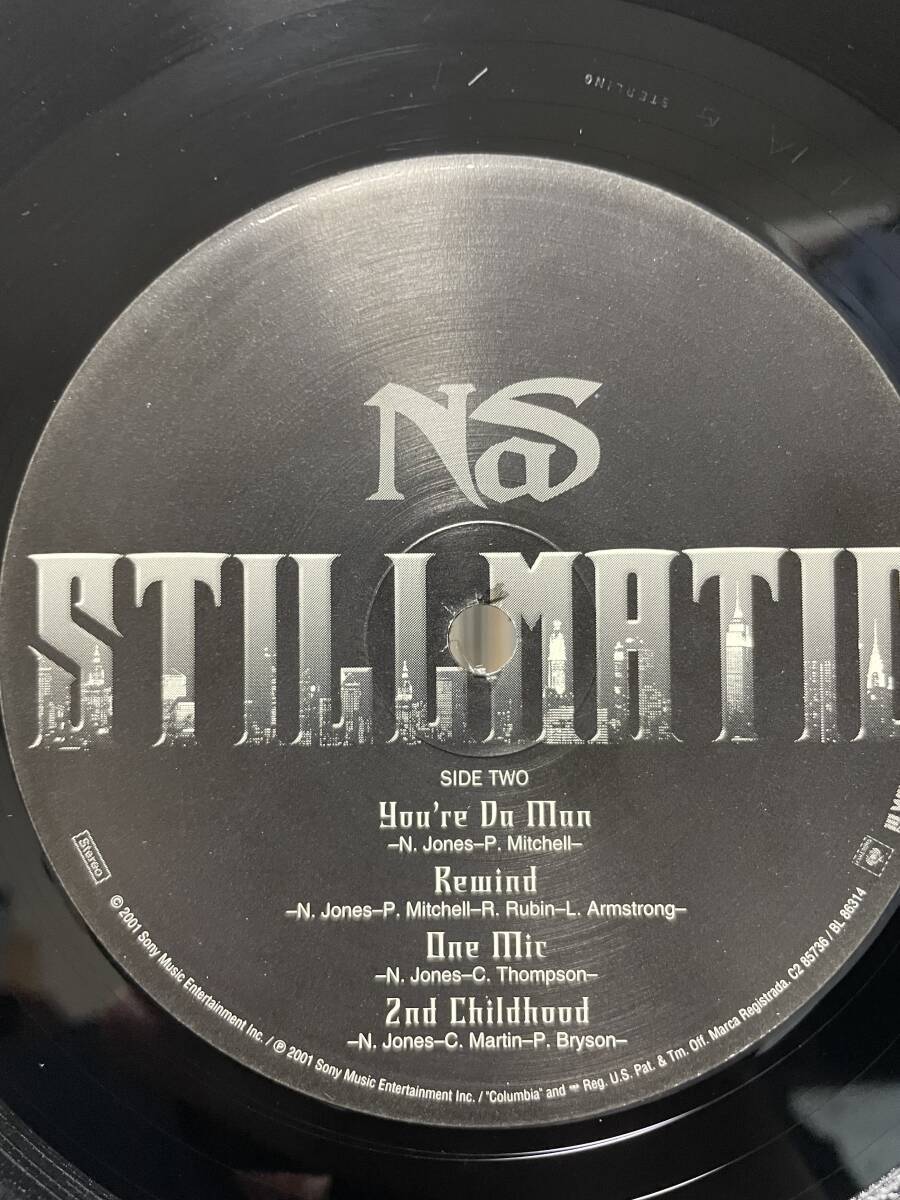 STERLING
NaS
STILLMATIC
SIDE TWO
You're Da Man
–N. Jones–P. Mitchell–
Rewind
–N. Jones–P. Mitchell–R. Rubin–L. Armstrong–
One Mic
–N. Jones–C. Thompson–
2nd Childhood
–N. Jones–C. Martin–P. Bryson–
Stereo
© 2001 Sony Music Entertainment Inc. / ℗ 2001 Sony Music Entertainment Inc. / "Columbia" and Reg. U.S. Pat. & Tm. Off. Marca Registrada. C2 85736 / BL 86314